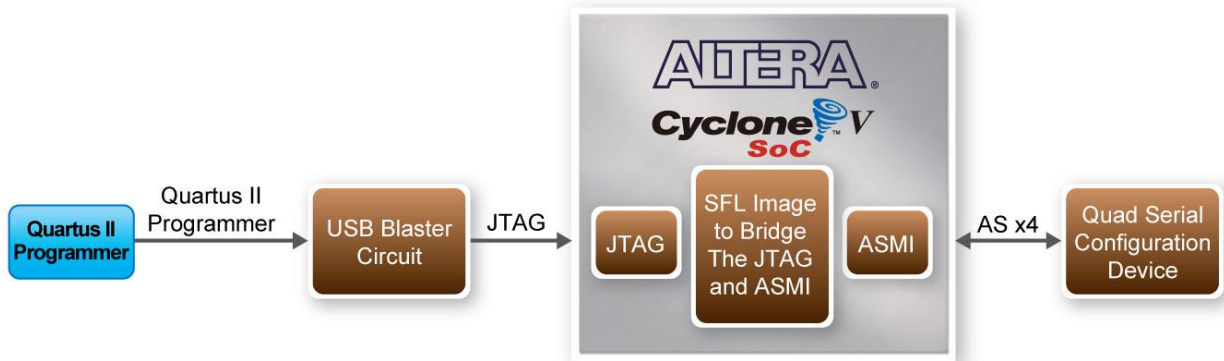 ALTERA®
Cyclone™ V
SoC
Quartus II
Programmer
Quartus II
Programmer
USB Blaster
Circuit
JTAG
JTAG
SFL Image
to Bridge
The JTAG
and ASMI
ASMI
AS x4
Quad Serial
Configuration
Device